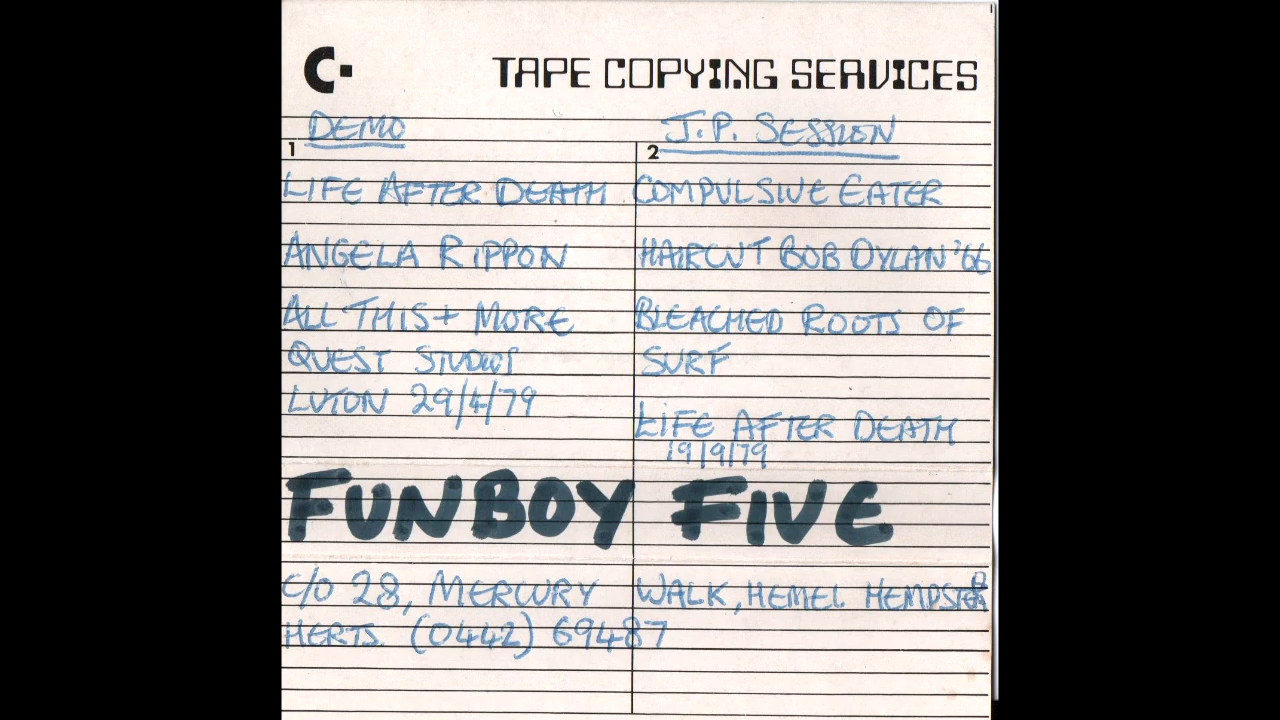 C· TAPE COPYING SERVICES
DEMO
1
LIFE AFTER DEATH
ANGELA RIPPON
ALL THIS + MORE
QUEST STUDIOS
LUTON 29/4/79
J.P. SESSION
2
COMPULSIVE EATER
HAIRCUT BOB DYLAN '66
BLEACHED ROOTS OF
SURF
LIFE AFTER DEATH
19/9/79
FUNBOY FIVE
C/O 28, MERCURY WALK, HEMEL HEMPSTEAD
HERTS. (0442) 69487